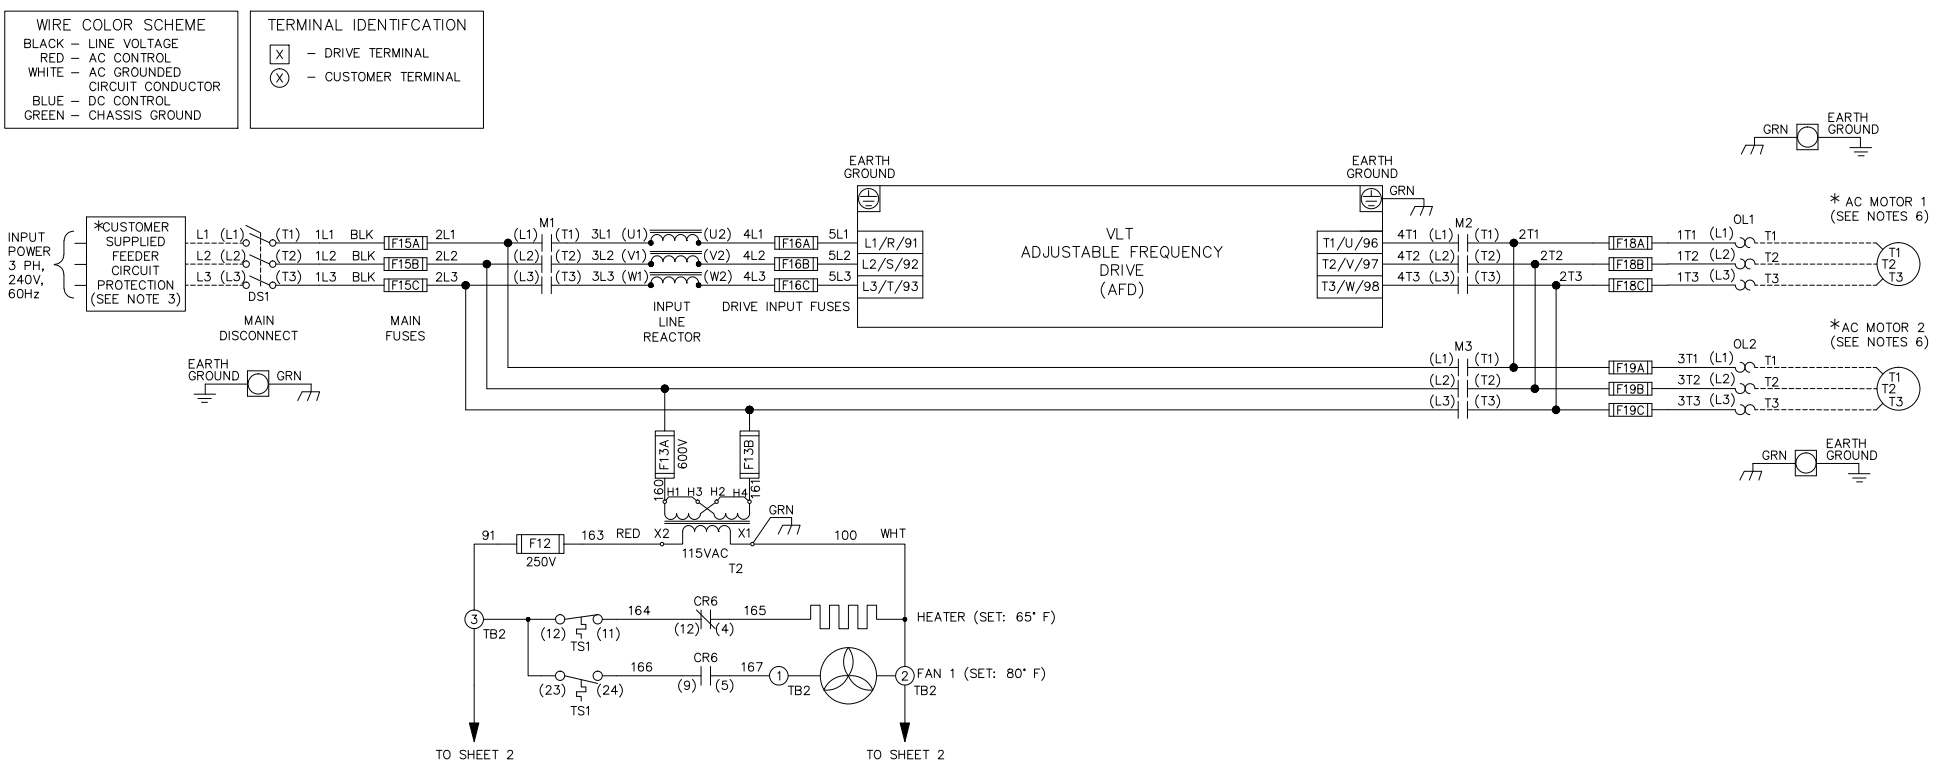 WIRE COLOR SCHEME
BLACK – LINE VOLTAGE
RED – AC CONTROL
WHITE – AC GROUNDED
CIRCUIT CONDUCTOR
BLUE – DC CONTROL
GREEN – CHASSIS GROUND
TERMINAL IDENTIFCATION
X – DRIVE TERMINAL
X – CUSTOMER TERMINAL
INPUT
POWER
3 PH,
240V,
60Hz
*CUSTOMER
SUPPLIED
FEEDER
CIRCUIT
PROTECTION
(SEE NOTE 3)
L1 (L1) (T1) 1L1 BLK F15A 2L1 (L1) M1 (T1) 3L1 (U1) (U2) 4L1 F16A 5L1
L2 (L2) 1L2 BLK F15B 2L2 (L2) (T2) 3L2 (V1) (V2) 4L2 F16B 5L2
L3 (L3) (T3) 1L3 BLK F15C 2L3 (L3) (T3) 3L3 (W1) (W2) 4L3 F16C 5L3
DS1
MAIN
DISCONNECT
MAIN
FUSES
INPUT
LINE
REACTOR
DRIVE INPUT FUSES
EARTH
GROUND
GRN
EARTH
GROUND
L1/R/91
L2/S/92
L3/T/93
VLT
ADJUSTABLE FREQUENCY
DRIVE
(AFD)
EARTH
GROUND
GRN
T1/U/96
T2/V/97
T3/W/98
4T1 (L1) M2 (T1) 2T1 F18A 1T1 (L1) OL1 T1
4T2 (L2) (T2) 2T2 F18B 1T2 (L2) T2
4T3 (L3) (T3) 2T3 F18C 1T3 (L3) T3
GRN
EARTH
GROUND
* AC MOTOR 1
(SEE NOTES 6)
T1
T2
T3
M3
(L1) (T1) F19A 3T1 (L1) OL2 T1
(L2) (T2) F19B 3T2 (L2) T2
(L3) (T3) F19C 3T3 (L3) T3
*AC MOTOR 2
(SEE NOTES 6)
T1
T2
T3
GRN
EARTH
GROUND
F13A
600V
F13B
160
H1 H3 H2 H4
161
GRN
91 F12 163 RED X2 X1 100 WHT
250V
115VAC
T2
3
TB2
164 CR6 165
(12) (11) (12) (4)
TS1
HEATER (SET: 65° F)
166 CR6 167 1
(23) (24) (9) (5) TB2
TS1
2
TB2
FAN 1 (SET: 80° F)
TO SHEET 2
TO SHEET 2